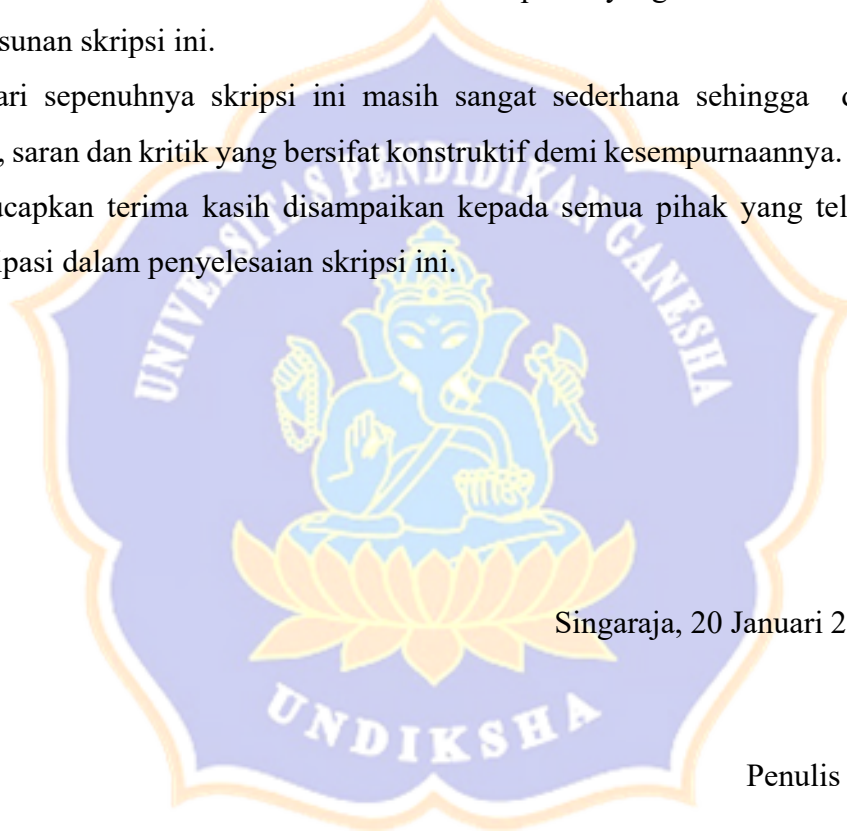 sunan skripsi ini.
ari sepenuhnya skripsi ini masih sangat sederhana sehingga
, saran dan kritik yang bersifat konstruktif demi kesempurnaannya.
ucapkan terima kasih disampaikan kepada semua pihak yang tel
ipasi dalam penyelesaian skripsi ini.
UNIVERSITAS PENDIDIKAN GANESHA
Singaraja, 20 Januari 2
UNDIKSHA
Penulis